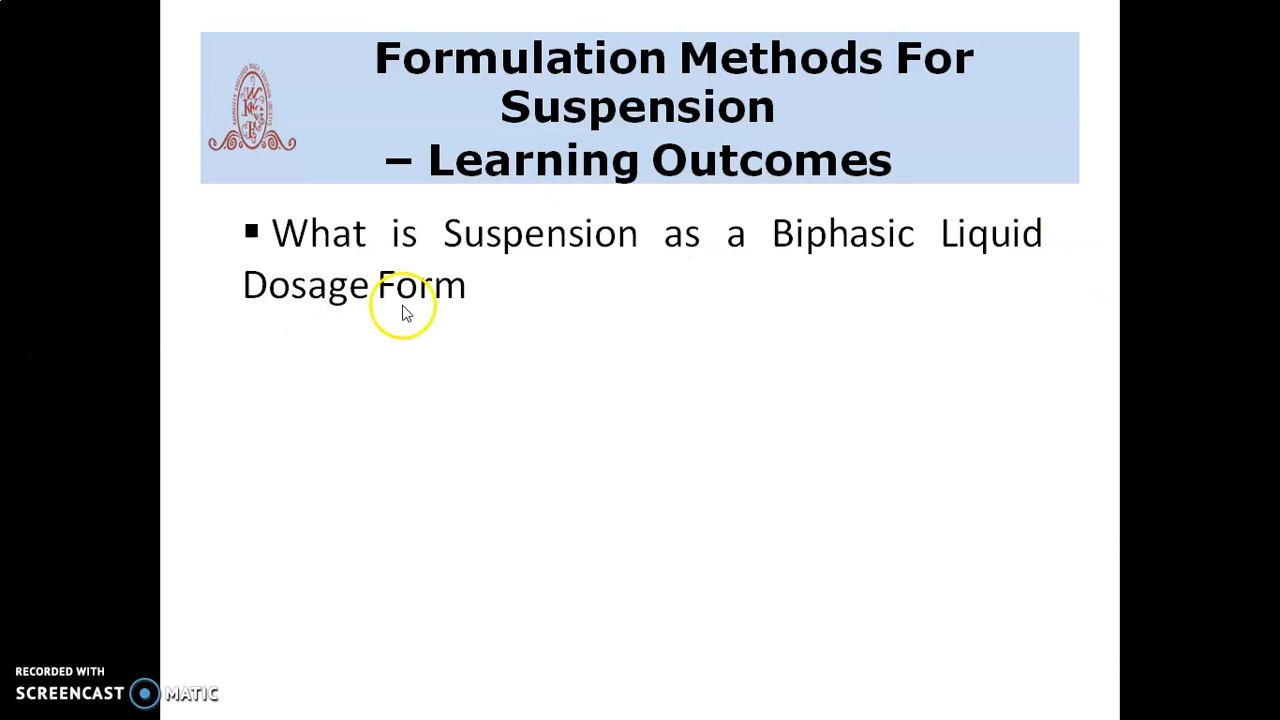 Formulation Methods For
Suspension
– Learning Outcomes
▪ What is Suspension as a Biphasic Liquid
Dosage Form
RECORDED WITH
SCREENCAST MATIC